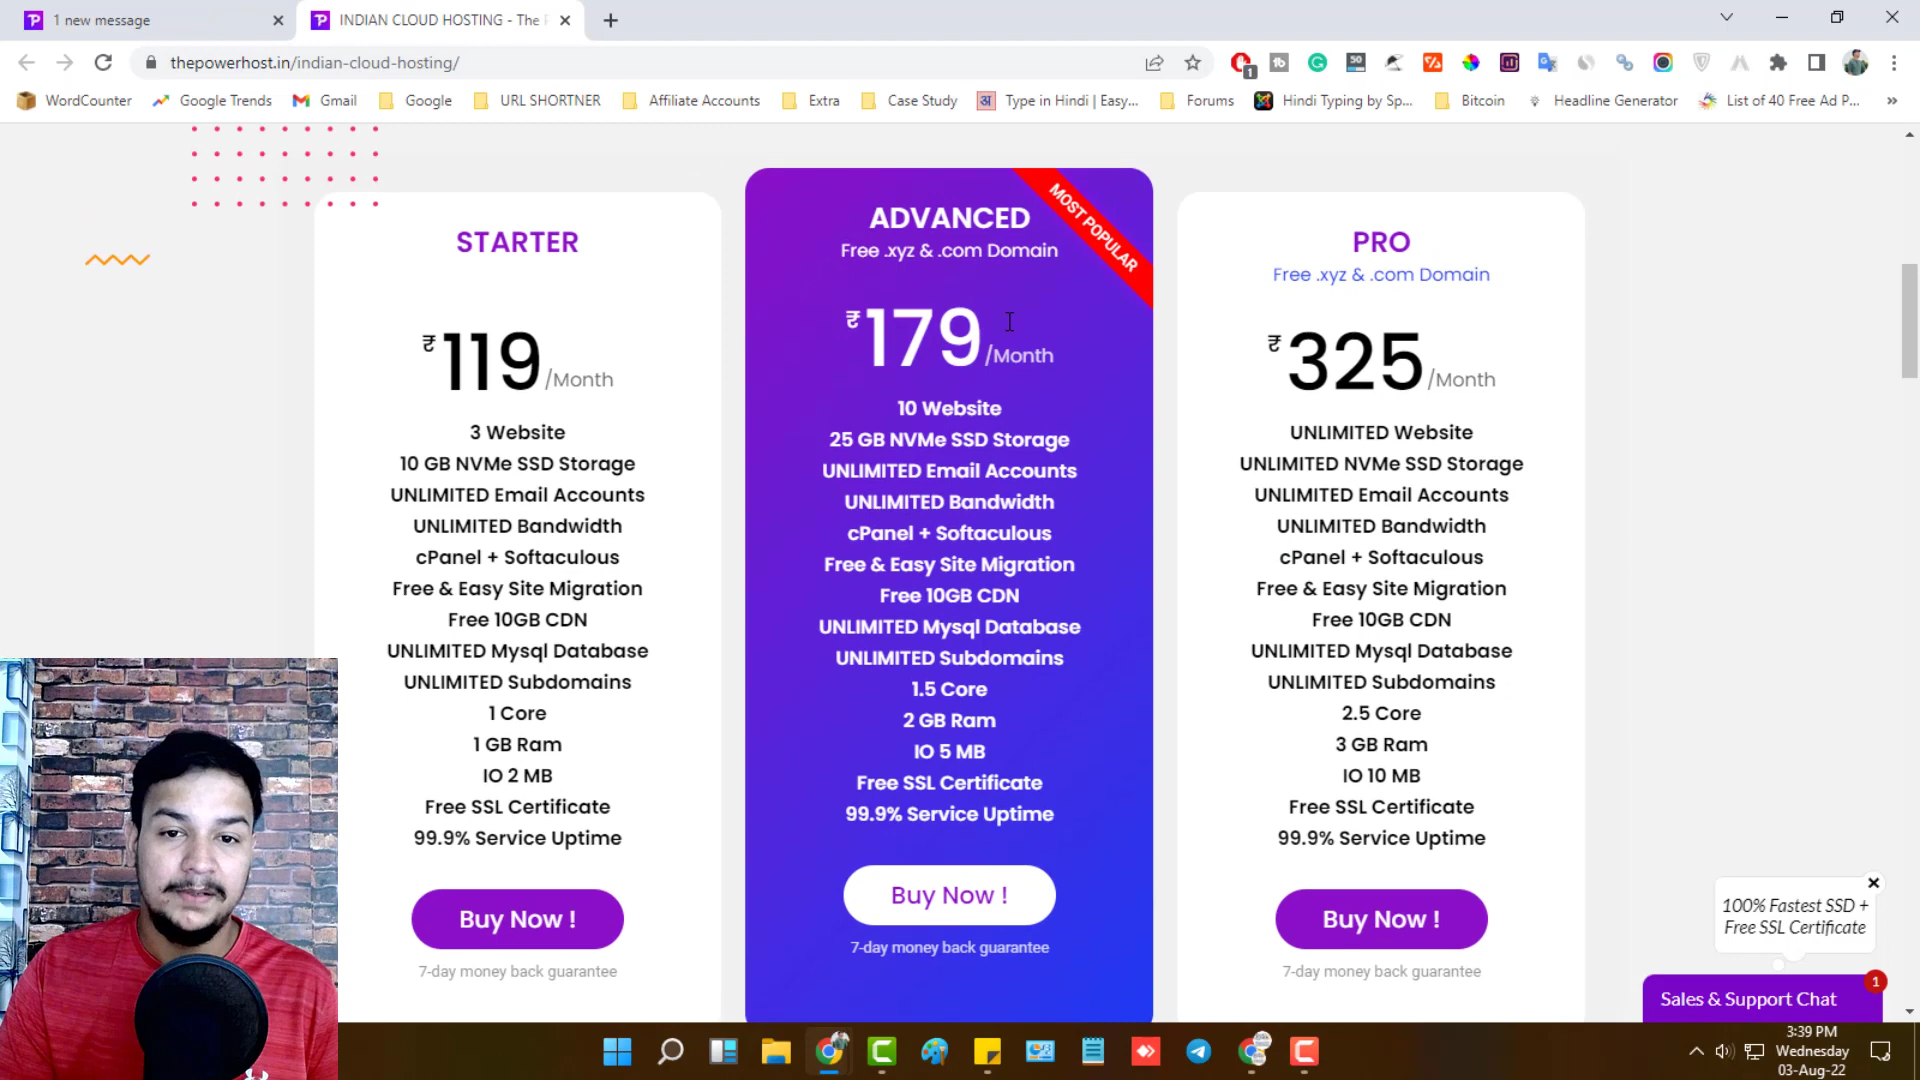 1 new message
INDIAN CLOUD HOSTING - The P
thepowerhost.in/indian-cloud-hosting/
WordCounter
Google Trends
Gmail
Google
URL SHORTNER
Affiliate Accounts
Extra
Case Study
Type in Hindi | Easy...
Forums
Hindi Typing by Sp...
Bitcoin
Headline Generator
List of 40 Free Ad P...
STARTER
₹119/Month
3 Website
10 GB NVMe SSD Storage
UNLIMITED Email Accounts
UNLIMITED Bandwidth
cPanel + Softaculous
Free & Easy Site Migration
Free 10GB CDN
UNLIMITED Mysql Database
UNLIMITED Subdomains
1 Core
1 GB Ram
IO 2 MB
Free SSL Certificate
99.9% Service Uptime
Buy Now !
7-day money back guarantee
MOST POPULAR
ADVANCED
Free .xyz & .com Domain
₹179/Month
10 Website
25 GB NVMe SSD Storage
UNLIMITED Email Accounts
UNLIMITED Bandwidth
cPanel + Softaculous
Free & Easy Site Migration
Free 10GB CDN
UNLIMITED Mysql Database
UNLIMITED Subdomains
1.5 Core
2 GB Ram
IO 5 MB
Free SSL Certificate
99.9% Service Uptime
Buy Now !
7-day money back guarantee
PRO
Free .xyz & .com Domain
₹325/Month
UNLIMITED Website
UNLIMITED NVMe SSD Storage
UNLIMITED Email Accounts
UNLIMITED Bandwidth
cPanel + Softaculous
Free & Easy Site Migration
Free 10GB CDN
UNLIMITED Mysql Database
UNLIMITED Subdomains
2.5 Core
3 GB Ram
IO 10 MB
Free SSL Certificate
99.9% Service Uptime
Buy Now !
7-day money back guarantee
100% Fastest SSD +
Free SSL Certificate
Sales & Support Chat
1
3:39 PM
Wednesday
03-Aug-22